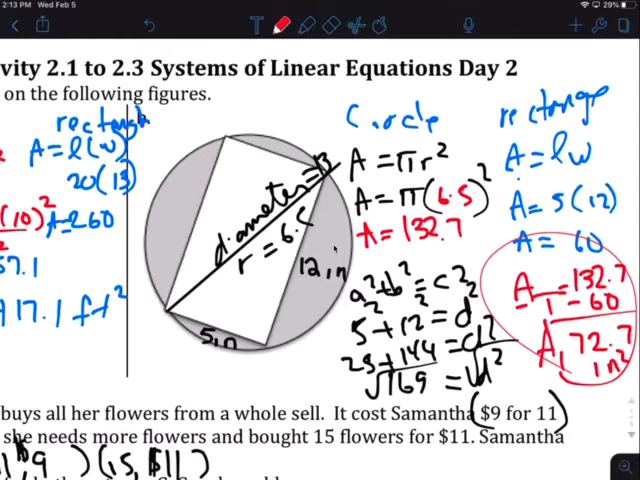 2:13 PM Wed Feb 5
29%
vity 2.1 to 2.3 Systems of Linear Equations Day 2
on the following figures.
rectangle
A = l(w)
20(13)
(10)²
A=260
57.1
17.1 ft²
diameter = 13
r = 6.5
12 in
5 in
Circle
A = πr²
A = π(6.5)²
A = 132.7
a² + b² = c²
5² + 12² = d²
25 + 144 = d²
√169 = √d²
rectange
A = lw
A = 5(12)
A = 60
A = 132.7
- 60
A 72.7
in²
buys all her flowers from a whole sell. It cost Samantha ($9 for 11)
she needs more flowers and bought 15 flowers for $11. Samantha
$9) (15, $11)